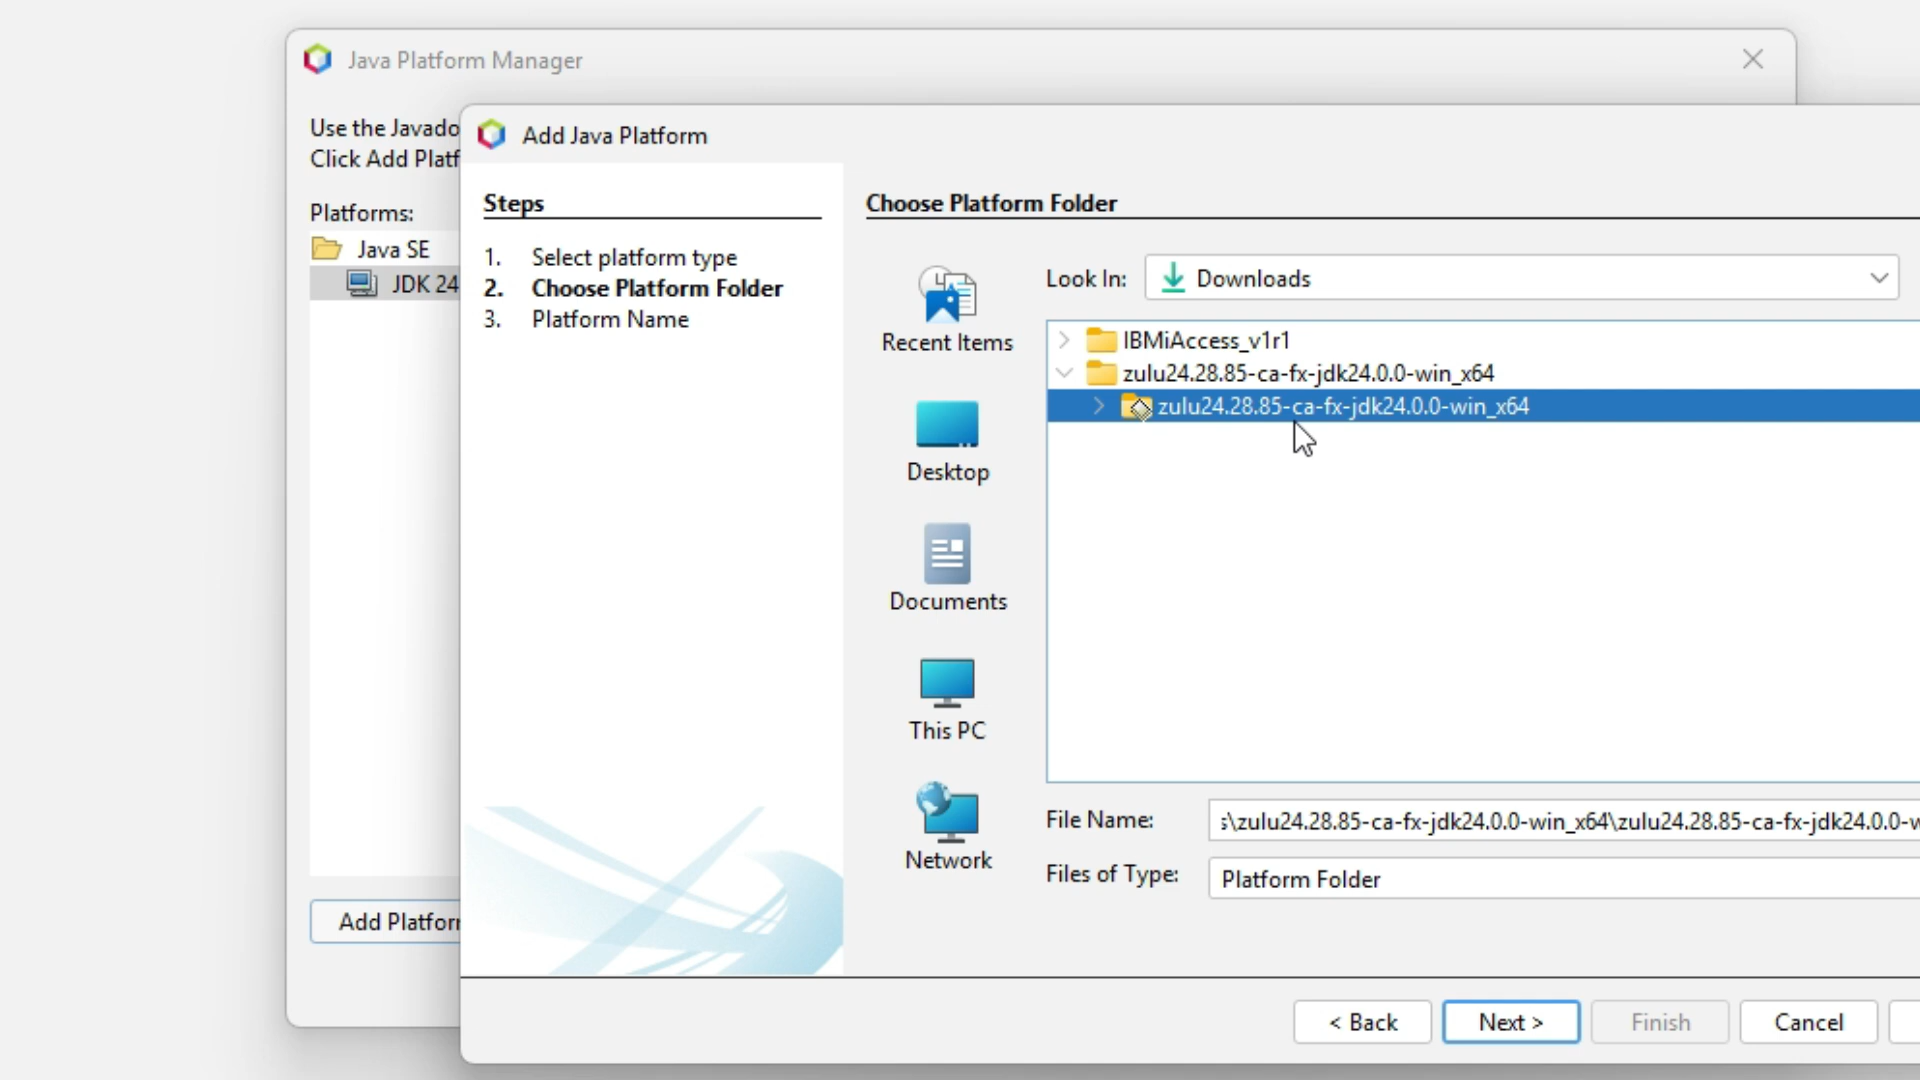 Java Platform Manager
Use the Javado
Click Add Platf
Platforms:
Java SE
JDK 24
Add Platform
Add Java Platform
Steps
1. Select platform type
2. Choose Platform Folder
3. Platform Name
Choose Platform Folder
Look In:
Downloads
Recent Items
Desktop
Documents
This PC
Network
IBMiAccess_v1r1
zulu24.28.85-ca-fx-jdk24.0.0-win_x64
zulu24.28.85-ca-fx-jdk24.0.0-win_x64
File Name:
s\zulu24.28.85-ca-fx-jdk24.0.0-win_x64\zulu24.28.85-ca-fx-jdk24.0.0-w
Files of Type:
Platform Folder
< Back
Next >
Finish
Cancel